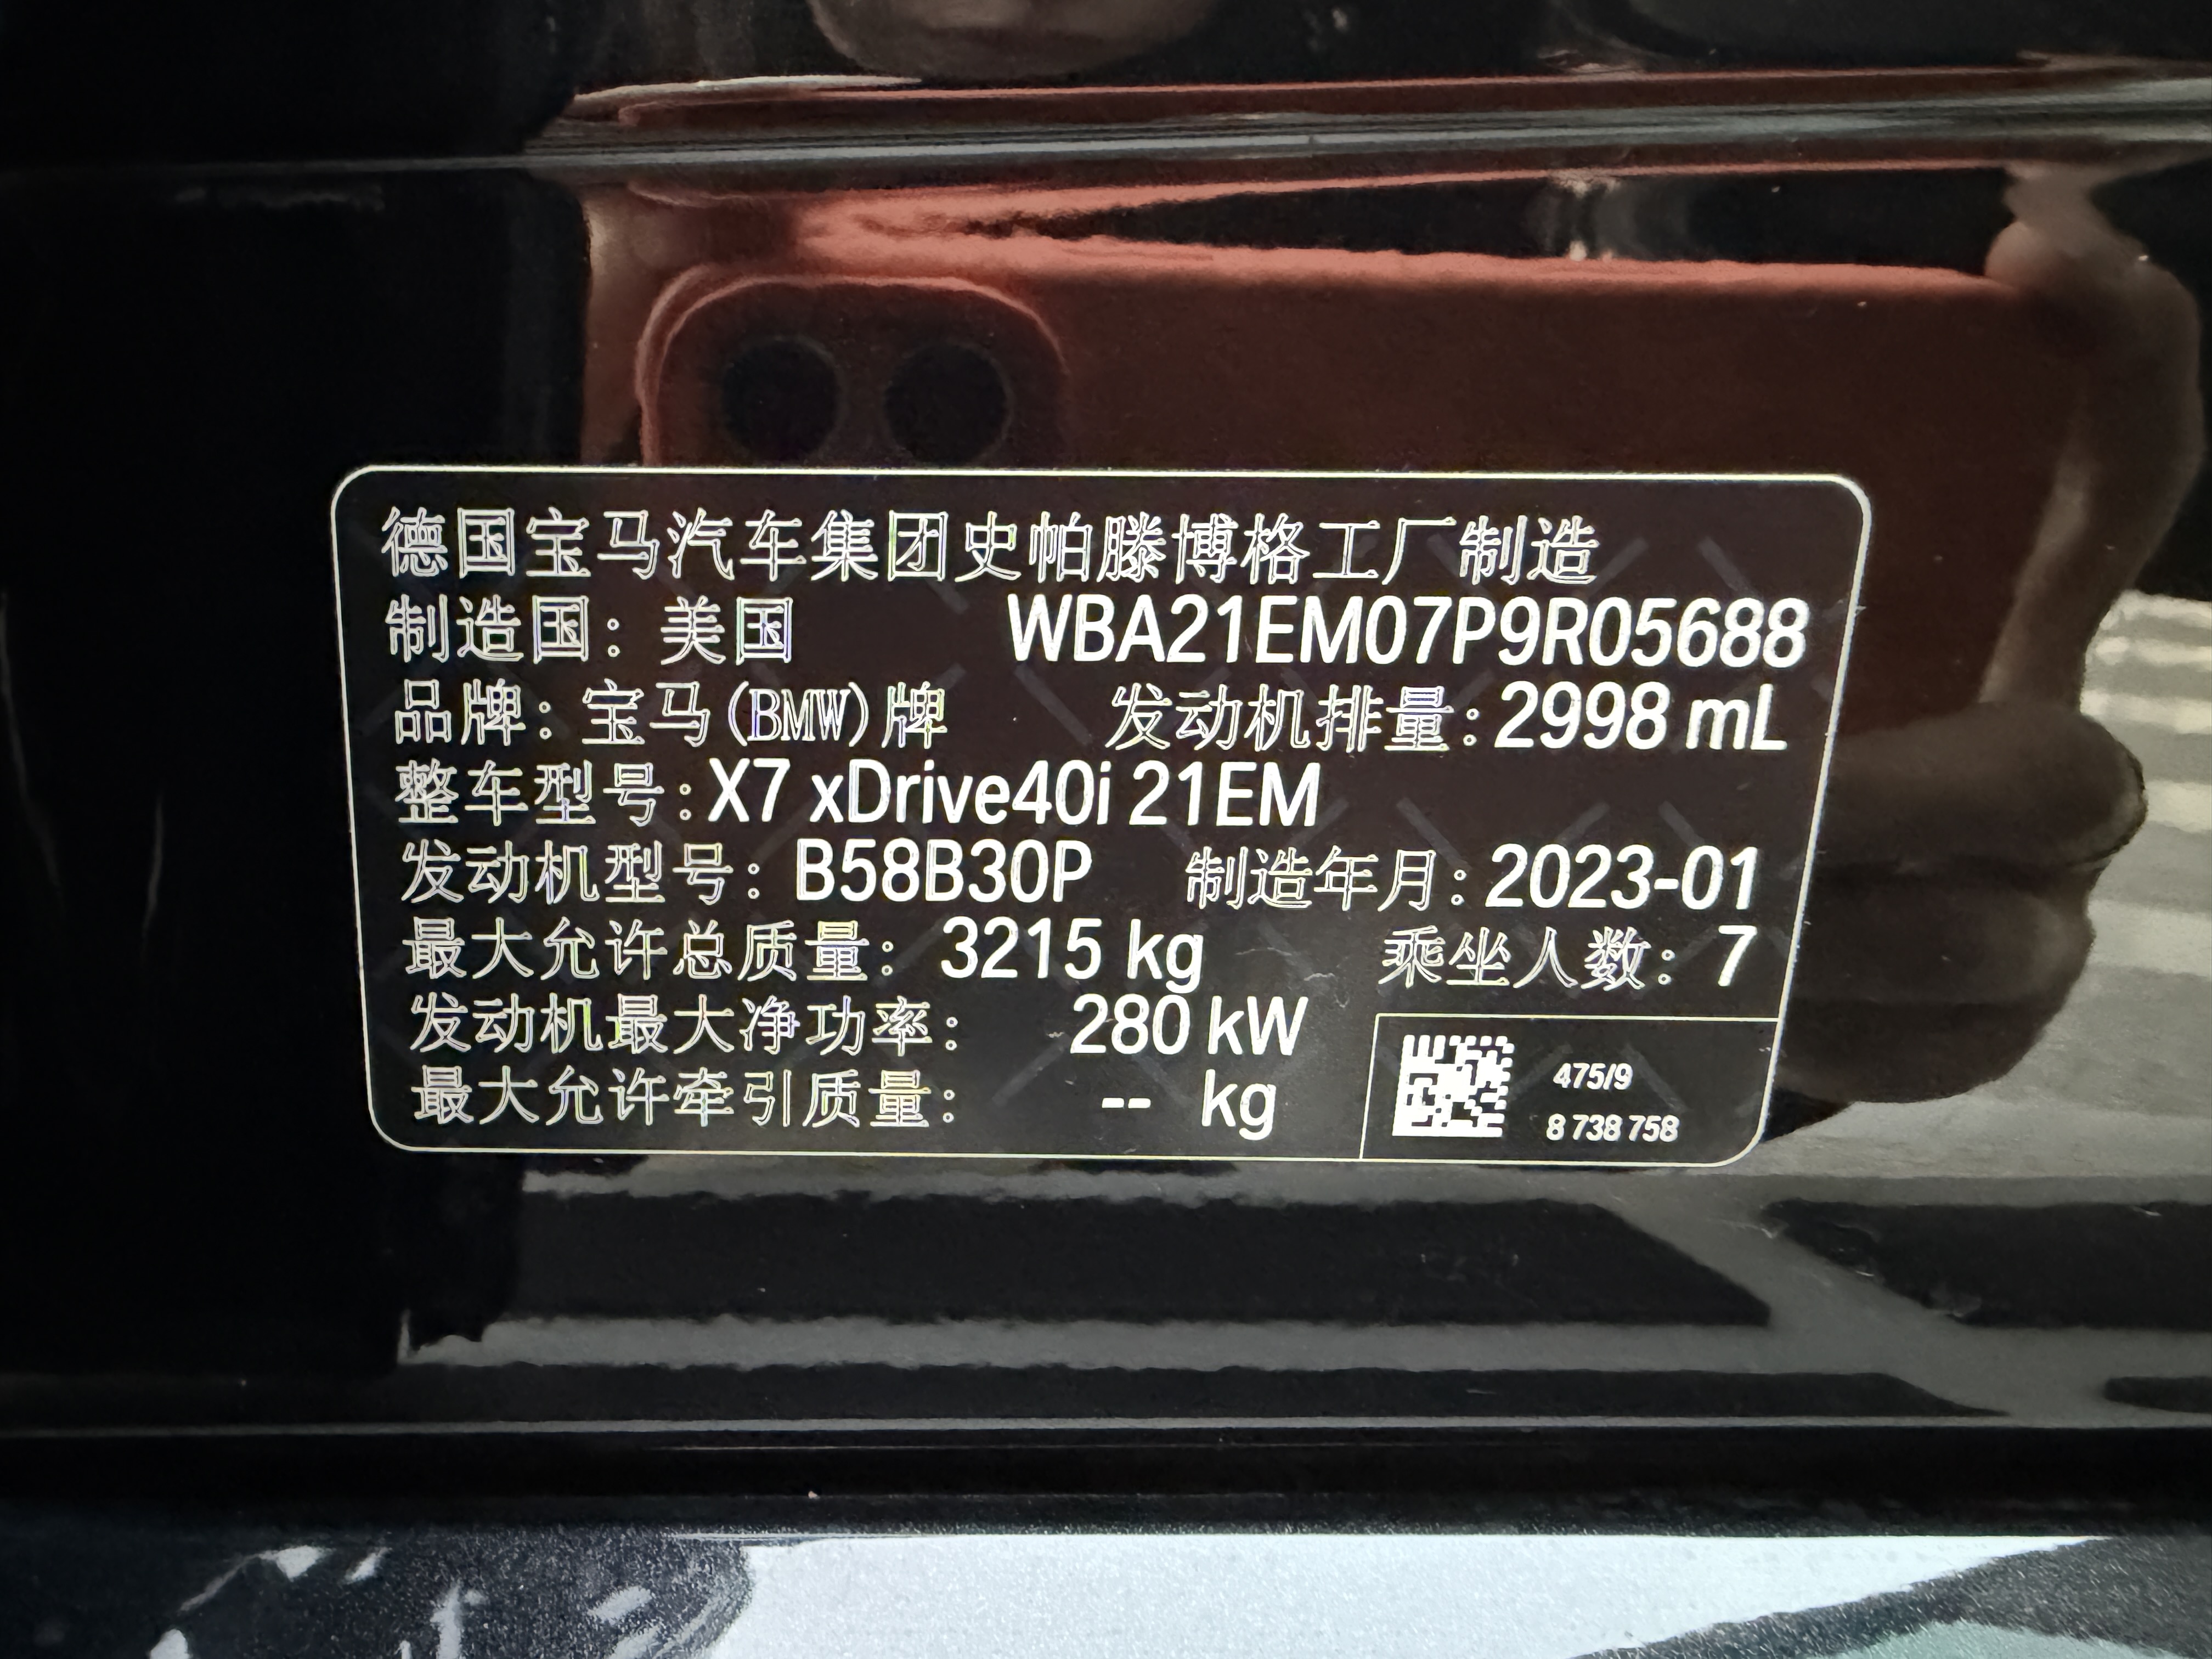 德国宝马汽车集团史帕滕博格工厂制造
制造国：美国 WBA21EM07P9R05688
品牌：宝马(BMW)牌 发动机排量：2998 mL
整车型号：X7 xDrive40i 21EM
发动机型号：B58B30P 制造年月：2023-01
最大允许总质量：3215 kg 乘坐人数：7
发动机最大净功率：280 kW
最大允许牵引质量：-- kg
475/9
8 738 758